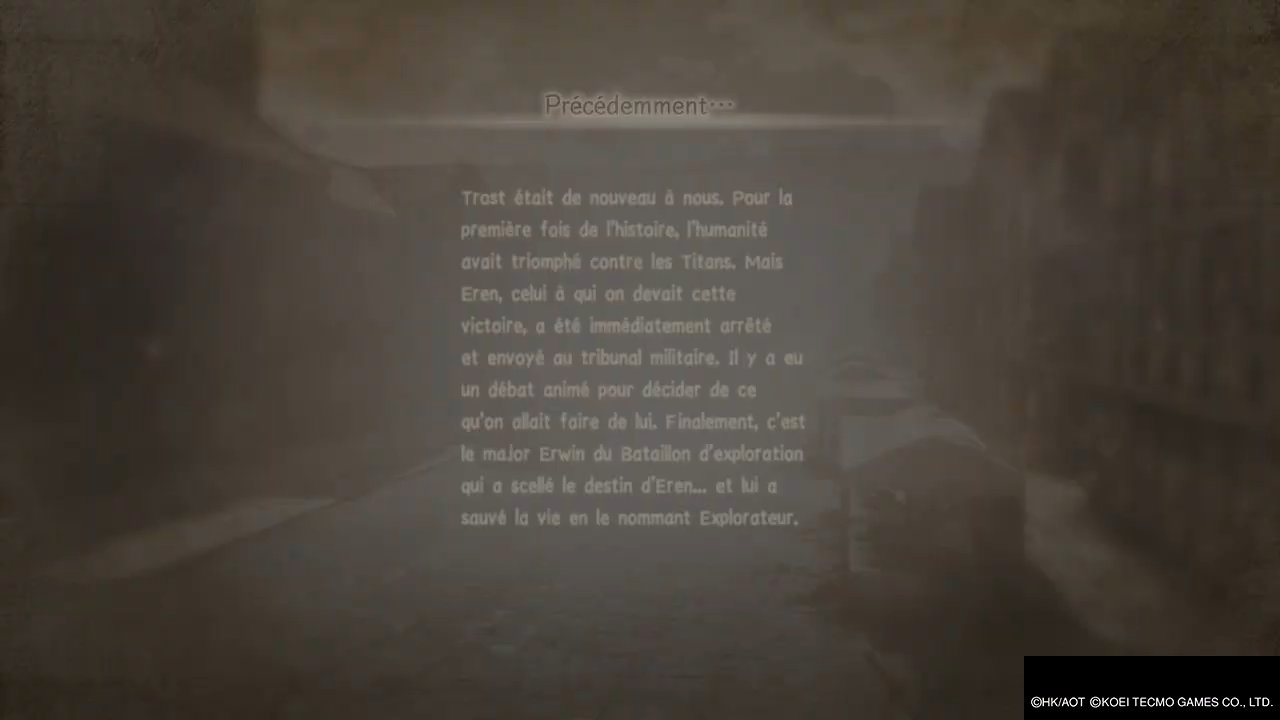 Précédemment…
Trost était de nouveau à nous. Pour la
première fois de l'histoire, l'humanité
avait triomphé contre les Titans. Mais
Eren, celui à qui on devait cette
victoire, a été immédiatement arrêté
et envoyé au tribunal militaire. Il y a eu
un débat animé pour décider de ce
qu'on allait faire de lui. Finalement, c'est
le major Erwin du Bataillon d'exploration
qui a scellé le destin d'Eren... et lui a
sauvé la vie en le nommant Explorateur.
©HK/AOT ©KOEI TECMO GAMES CO., LTD.